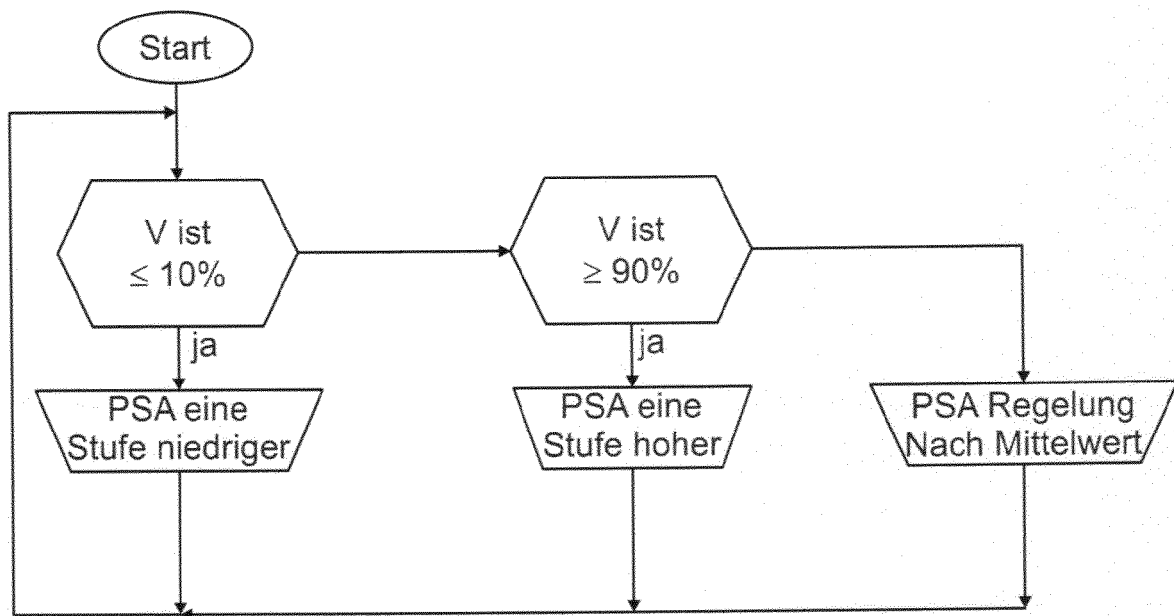 Start
V ist
≤ 10%
V ist
≥ 90%
ja
ja
PSA eine
Stufe niedriger
PSA eine
Stufe hoher
PSA Regelung
Nach Mittelwert